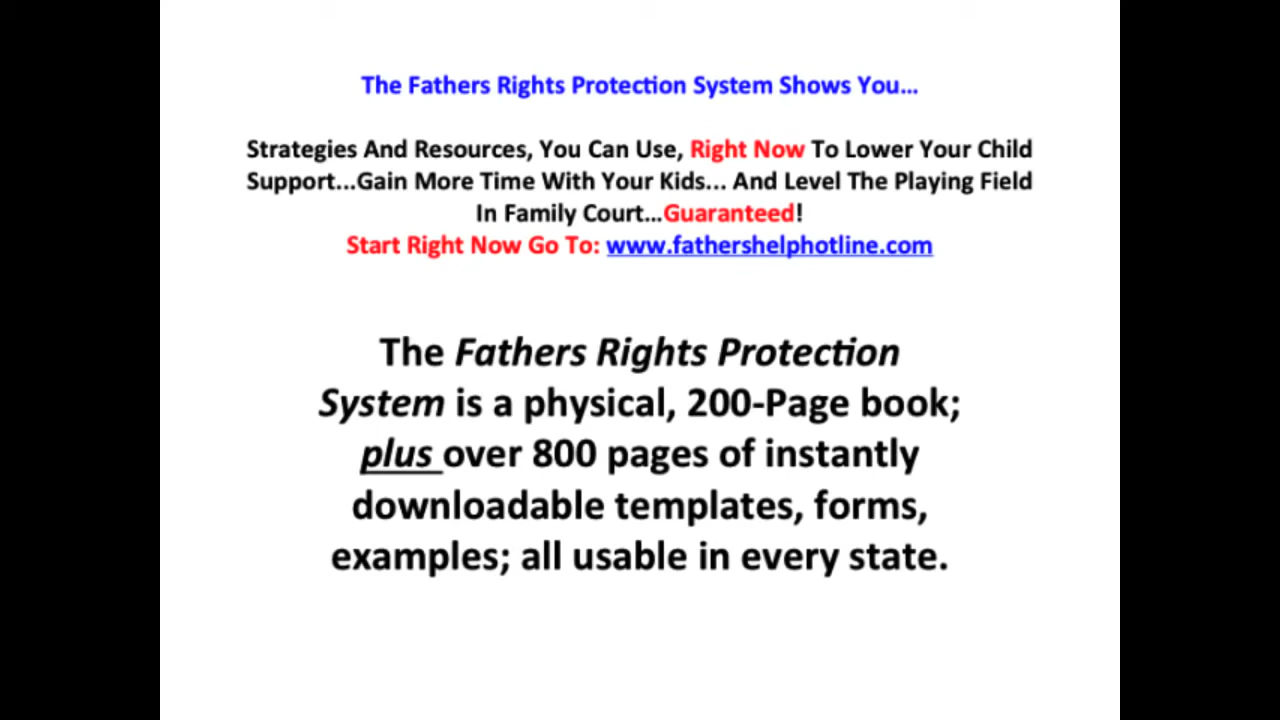 The Fathers Rights Protection System Shows You...
Strategies And Resources, You Can Use, Right Now To Lower Your Child
Support...Gain More Time With Your Kids... And Level The Playing Field
In Family Court...Guaranteed!
Start Right Now Go To: www.fathershelphotline.com
The Fathers Rights Protection
System is a physical, 200-Page book;
plus over 800 pages of instantly
downloadable templates, forms,
examples; all usable in every state.